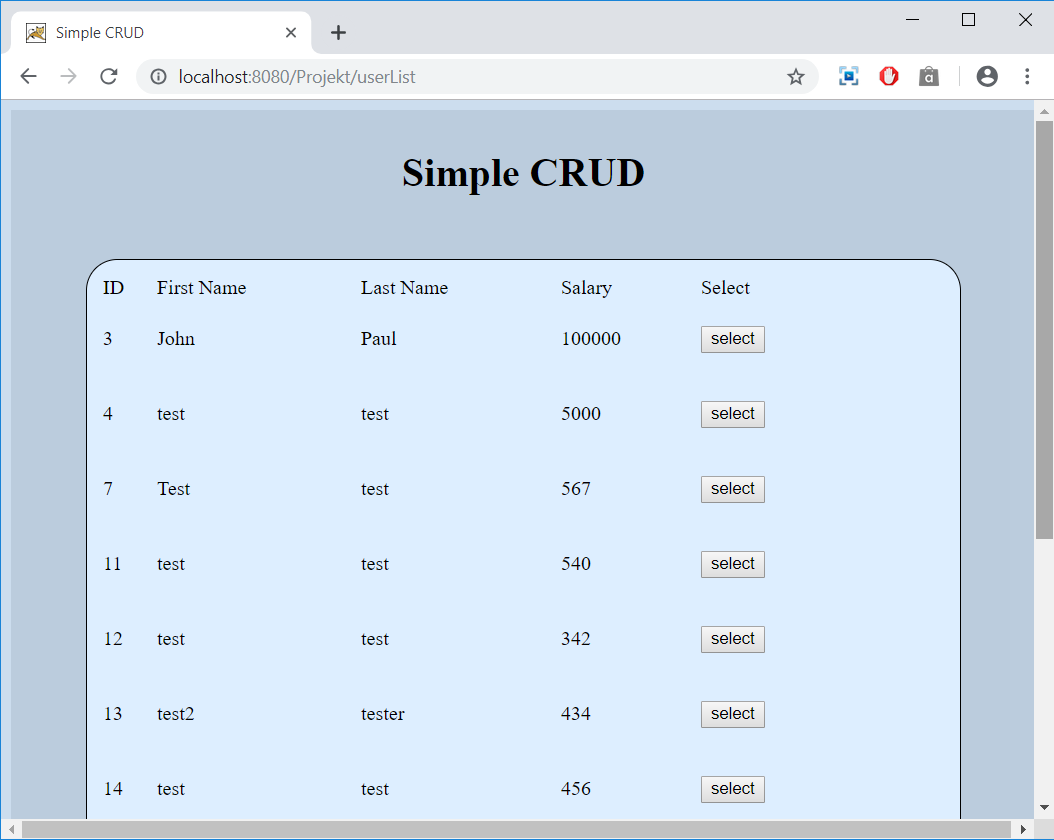 Simple CRUD
localhost:8080/Projekt/userList
a
Simple CRUD
ID First Name Last Name Salary Select
3 John Paul 100000 select
4 test test 5000 select
7 Test test 567 select
11 test test 540 select
12 test test 342 select
13 test2 tester 434 select
14 test test 456 select